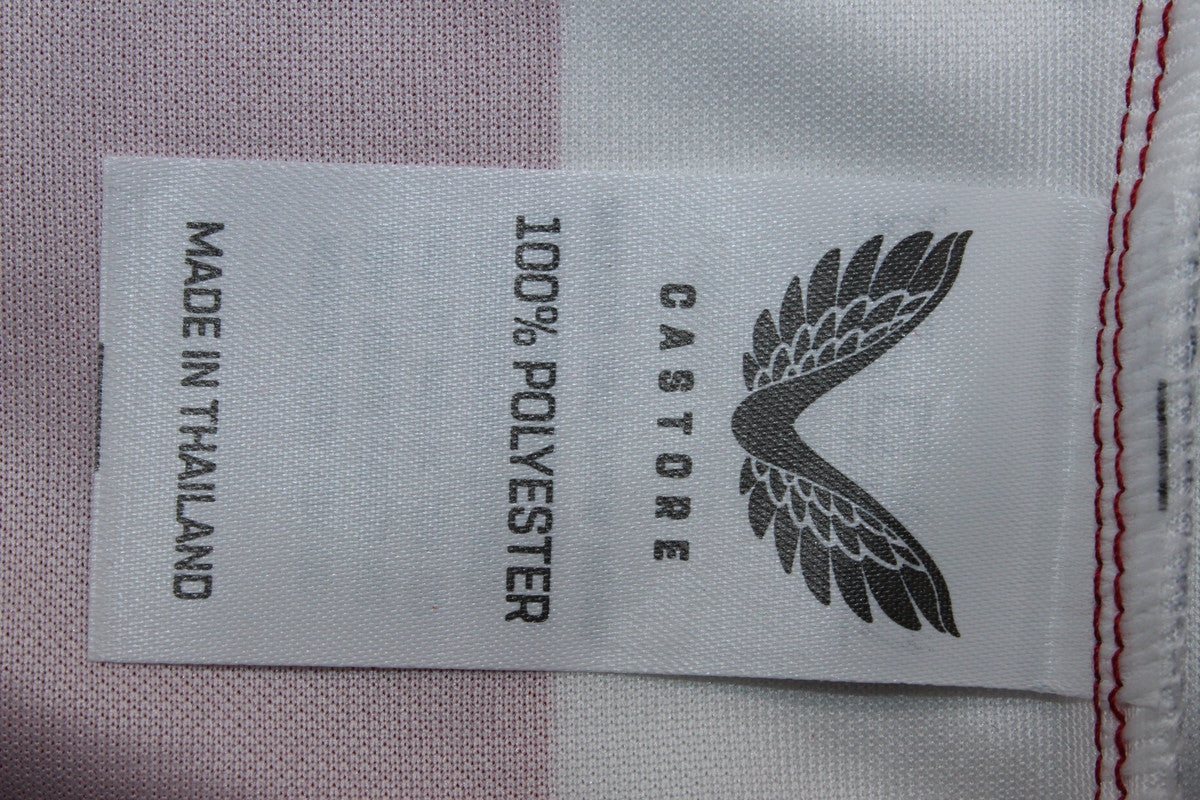 CASTORE
100% POLYESTER
MADE IN THAILAND